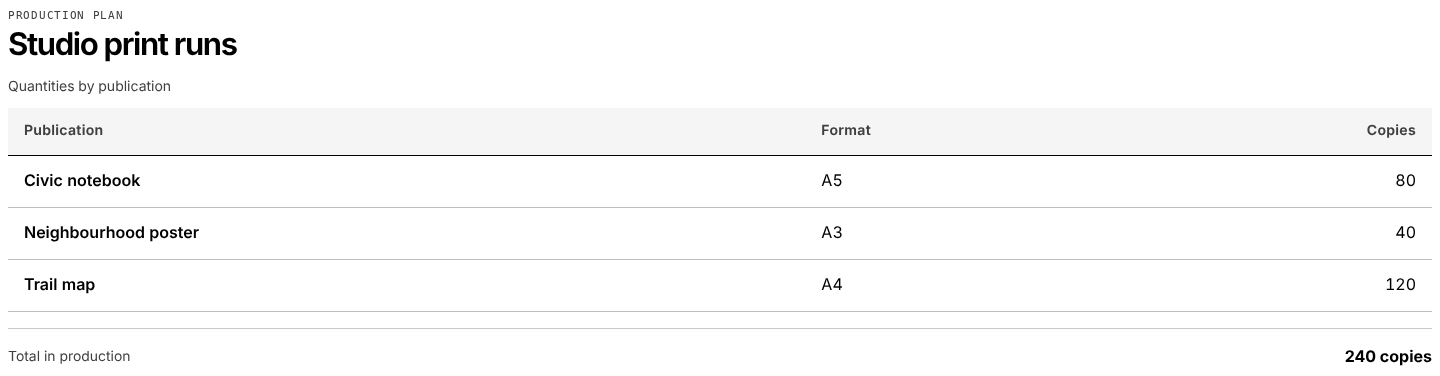 PRODUCTION PLAN
Studio print runs
Quantities by publication
Publication Format Copies
Civic notebook A5 80
Neighbourhood poster A3 40
Trail map A4 120
Total in production 240 copies